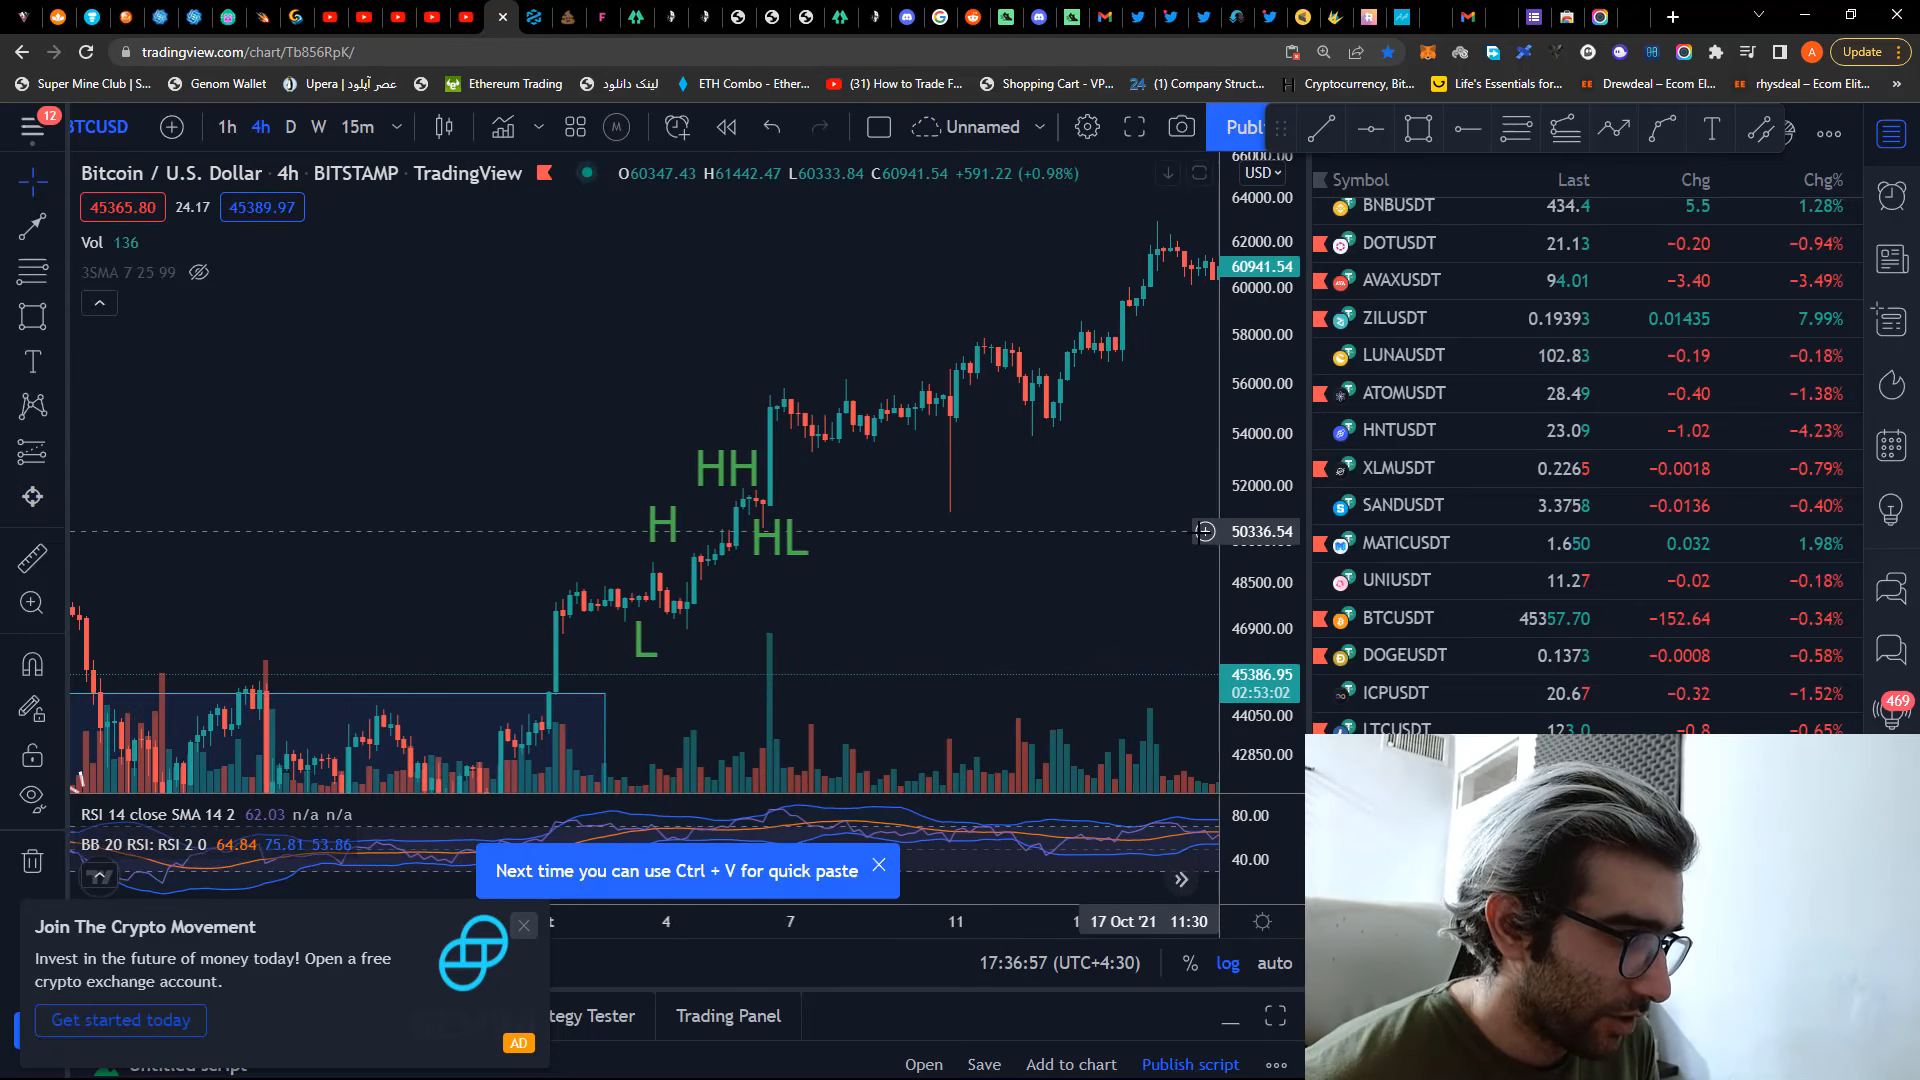 tradingview.com/chart/Tb856RpK/
Update
Super Mine Club | S...
Genom Wallet
Upera | عصر آپلود
Ethereum Trading
لینک دانلود
ETH Combo - Ether...
(31) How to Trade F...
Shopping Cart - VP...
(1) Company Struct...
Cryptocurrency, Bit...
Life's Essentials for...
Drewdeal – Ecom El...
rhysdeal – Ecom Elit...
12
BTCUSD
1h
4h
D
W
15m
Unnamed
Publ
Bitcoin / U.S. Dollar · 4h · BITSTAMP · TradingView
O60347.43 H61442.47 L60333.84 C60941.54 +591.22 (+0.98%)
45365.80
24.17
45389.97
Vol 136
3SMA 7 25 99
HH
H
HL
L
66000.00
USD
64000.00
62000.00
60941.54
60000.00
58000.00
56000.00
54000.00
52000.00
50336.54
48500.00
46900.00
45386.95
02:53:02
44050.00
42850.00
RSI 14 close SMA 14 2 62.03 n/a n/a
BB 20 RSI: RSI 2 0 64.84 75.81 53.86
80.00
40.00
Next time you can use Ctrl + V for quick paste
4
7
11
17 Oct '21 11:30
17:36:57 (UTC+4:30)
%
log
auto
Join The Crypto Movement
Invest in the future of money today! Open a free
crypto exchange account.
Get started today
AD
tegy Tester
Trading Panel
Untitled script
Open
Save
Add to chart
Publish script
Symbol Last Chg Chg%
BNBUSDT 434.4 5.5 1.28%
DOTUSDT 21.13 −0.20 −0.94%
AVAXUSDT 94.01 −3.40 −3.49%
ZILUSDT 0.19393 0.01435 7.99%
LUNAUSDT 102.83 −0.19 −0.18%
ATOMUSDT 28.49 −0.40 −1.38%
HNTUSDT 23.09 −1.02 −4.23%
XLMUSDT 0.2265 −0.0018 −0.79%
SANDUSDT 3.3758 −0.0136 −0.40%
MATICUSDT 1.650 0.032 1.98%
UNIUSDT 11.27 −0.02 −0.18%
BTCUSDT 45357.70 −152.64 −0.34%
DOGEUSDT 0.1373 −0.0008 −0.58%
ICPUSDT 20.67 −0.32 −1.52%
LTCUSDT 123.0 −0.8 −0.65%
469